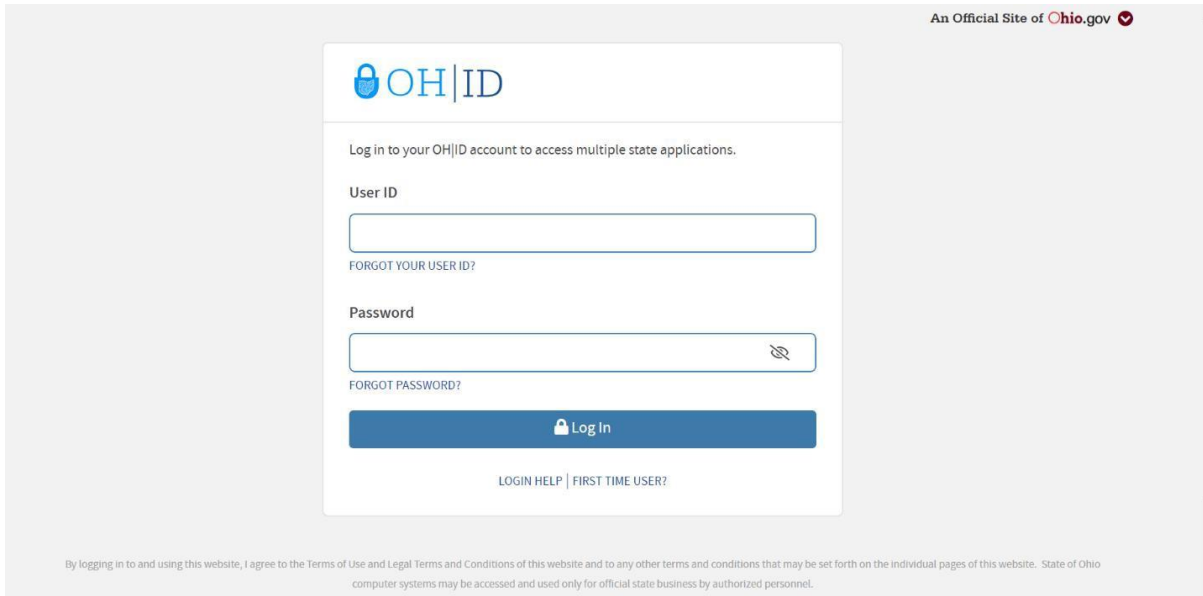 An Official Site of Ohio.gov
OH|ID
Log in to your OH|ID account to access multiple state applications.
User ID
FORGOT YOUR USER ID?
Password
FORGOT PASSWORD?
Log In
LOGIN HELP | FIRST TIME USER?
By logging in to and using this website, I agree to the Terms of Use and Legal Terms and Conditions of this website and to any other terms and conditions that may be set forth on the individual pages of this website. State of Ohio
computer systems may be accessed and used only for official state business by authorized personnel.